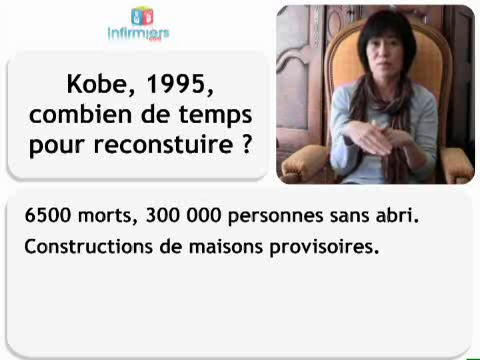 Infirmiers
.com
Kobe, 1995,
combien de temps
pour reconstuire ?
6500 morts, 300 000 personnes sans abri.
Constructions de maisons provisoires.